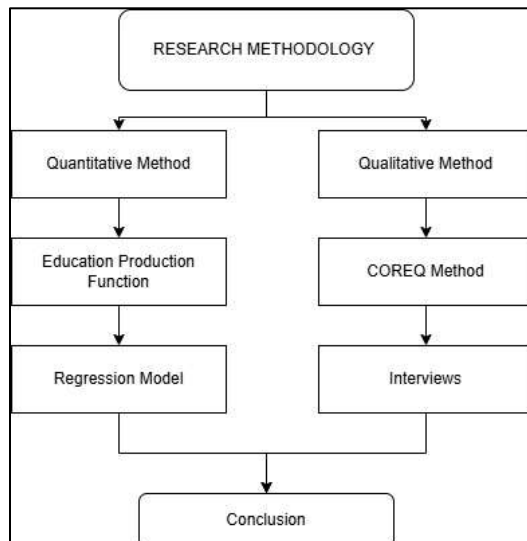 RESEARCH METHODOLOGY
Quantitative Method
Qualitative Method
Education Production
Function
COREQ Method
Regression Model
Interviews
Conclusion